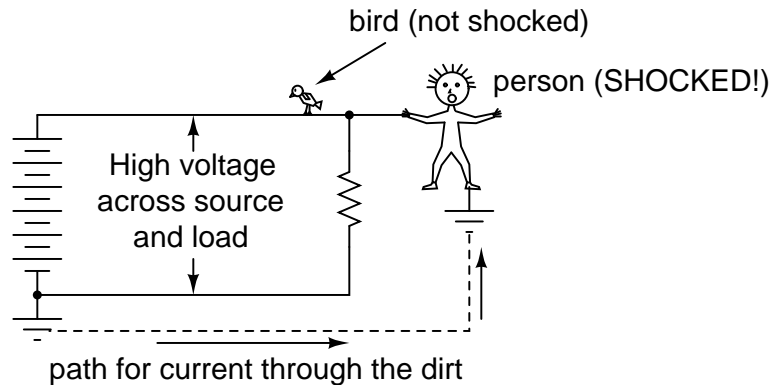 bird (not shocked)
person (SHOCKED!)
High voltage
across source
and load
path for current through the dirt